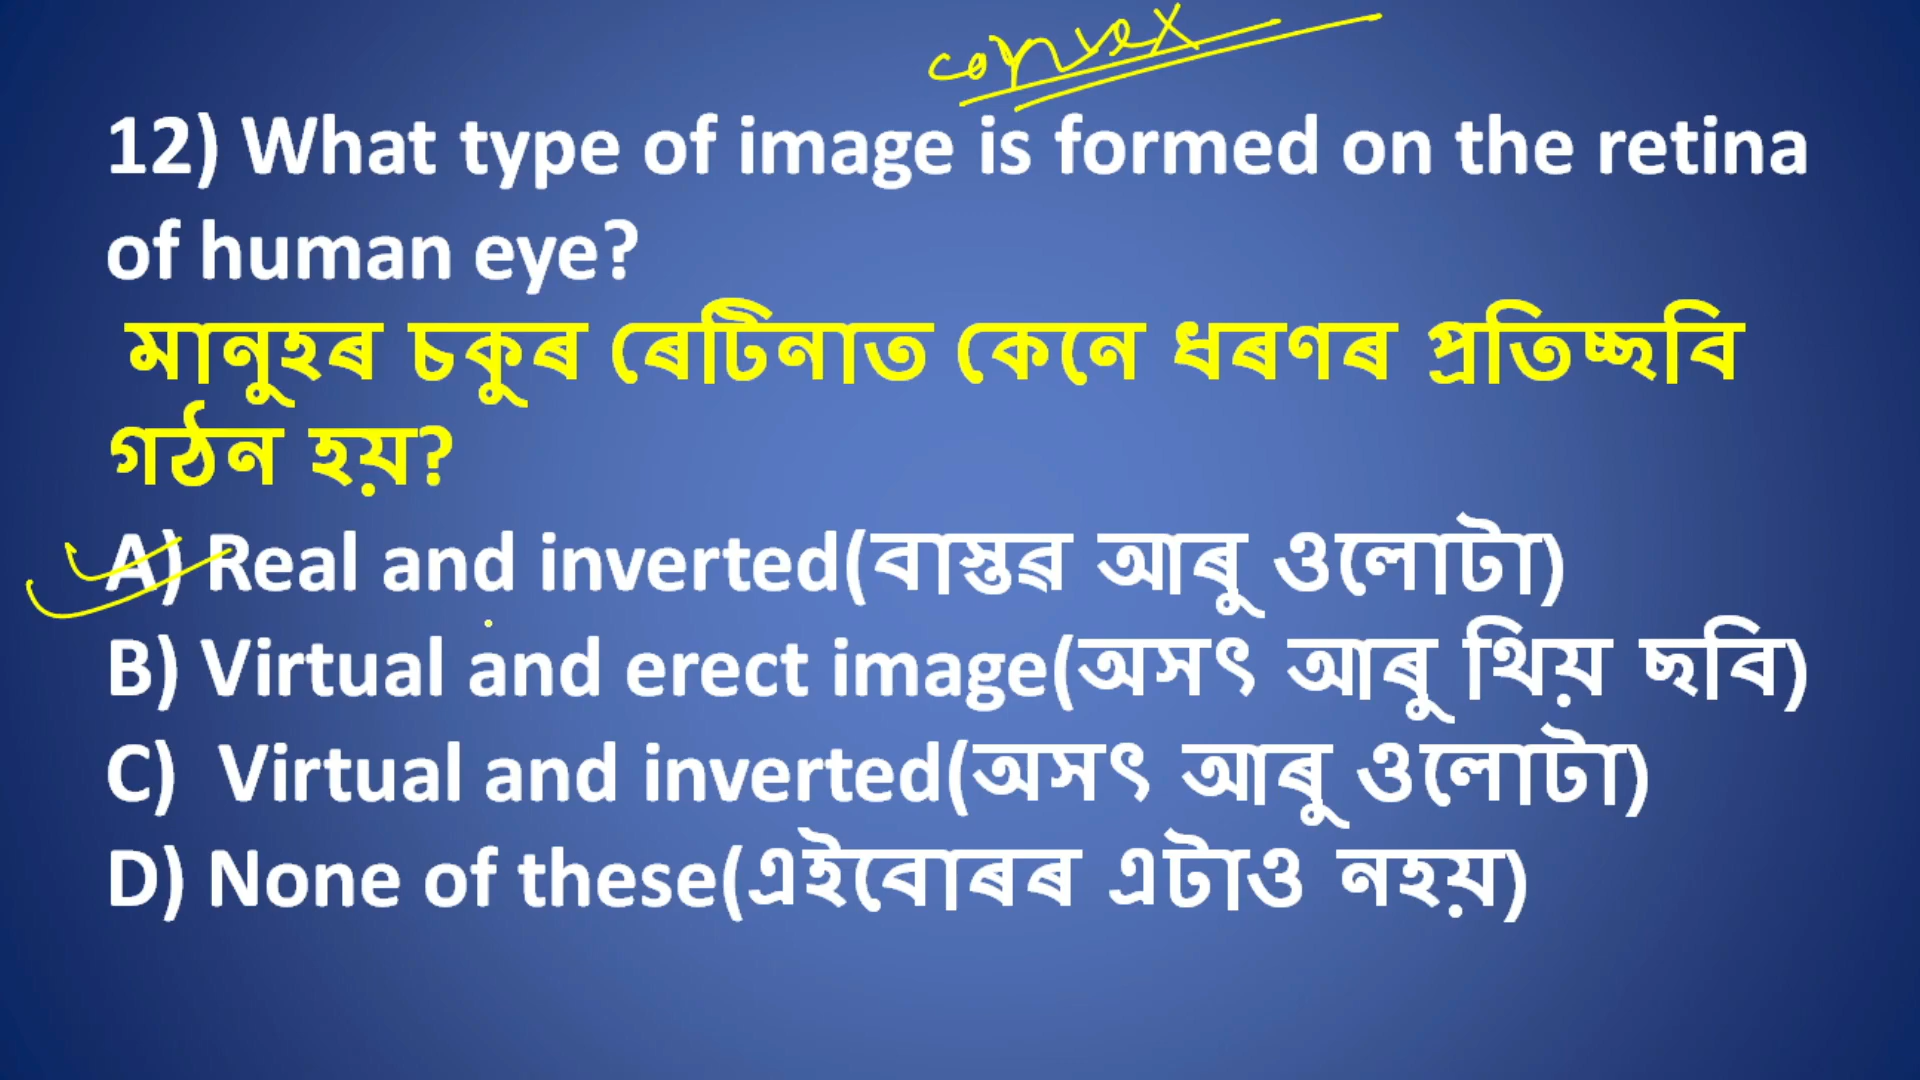 convex
12) What type of image is formed on the retina
of human eye?
মানুহৰ চকুৰ ৰেটিনাত কেনে ধৰণৰ প্ৰতিচ্ছবি
গঠন হয়?
A) Real and inverted(বাস্তৱ আৰু ওলোটা)
B) Virtual and erect image(অসৎ আৰু থিয় ছবি)
C)  Virtual and inverted(অসৎ আৰু ওলোটা)
D) None of these(এইবোৰৰ এটাও নহয়)